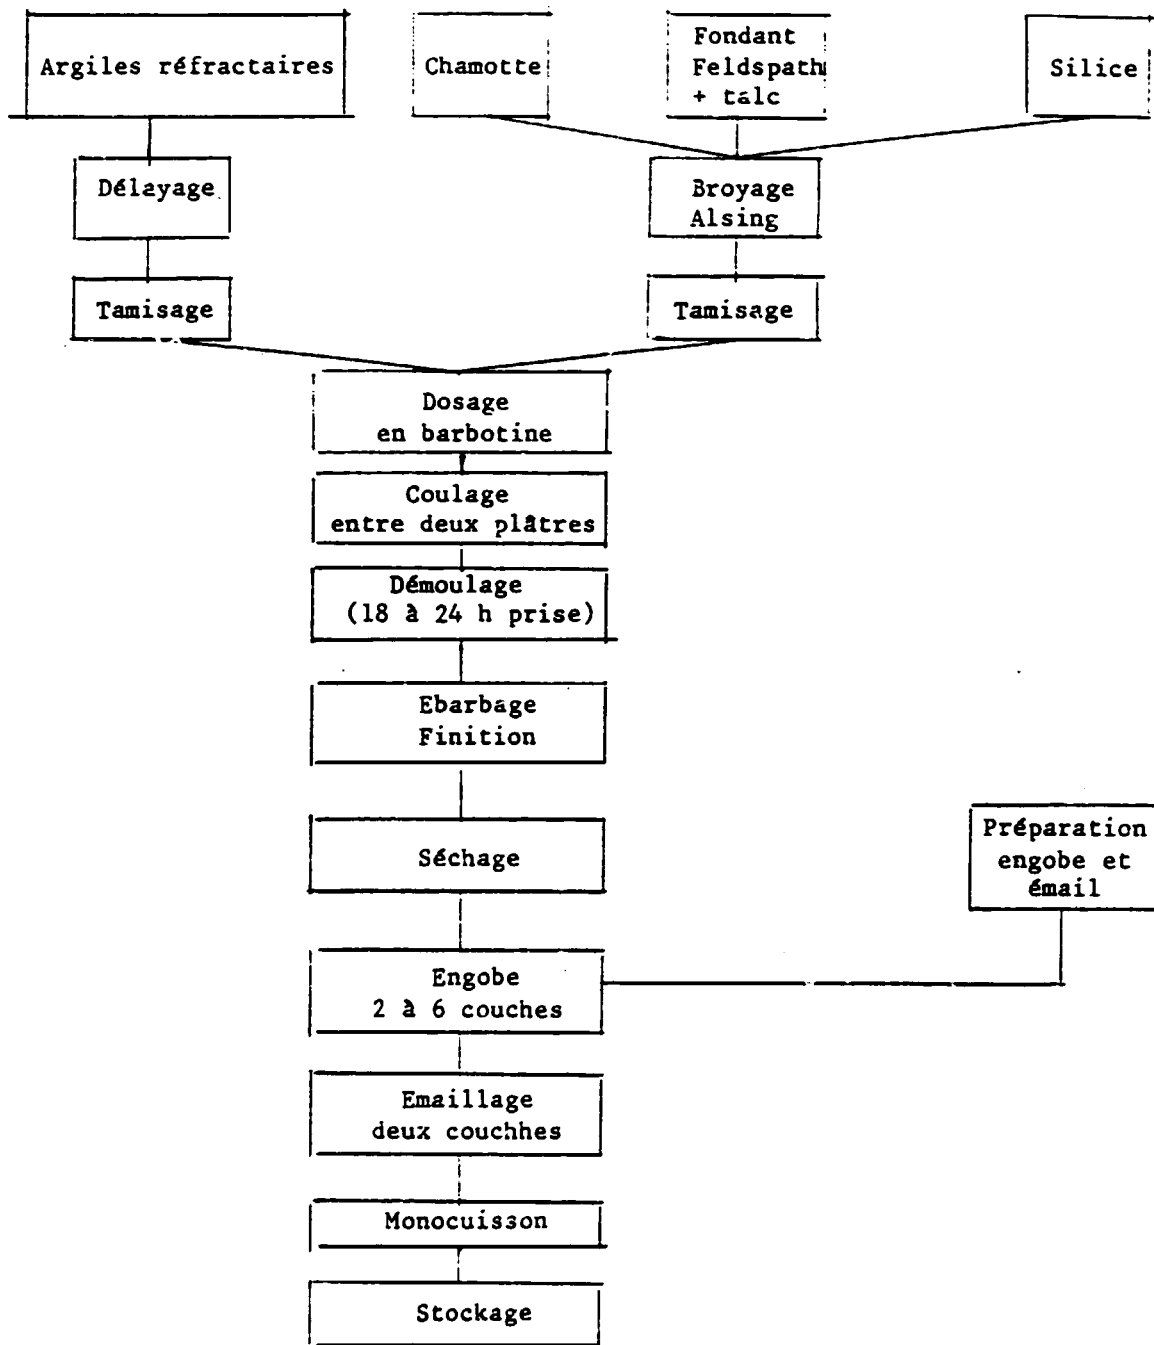 Argiles réfractaires
Chamotte
Fondant
Feldspath
+ talc
Silice
Délayage
Broyage
Alsing
Tamisage
Tamisage
Dosage
en barbotine
Coulage
entre deux plâtres
Démoulage
(18 à 24 h prise)
Ebarbage
Finition
Séchage
Préparation
engobe et
émail
Engobe
2 à 6 couches
Emaillage
deux couchhes
Monocuisson
Stockage